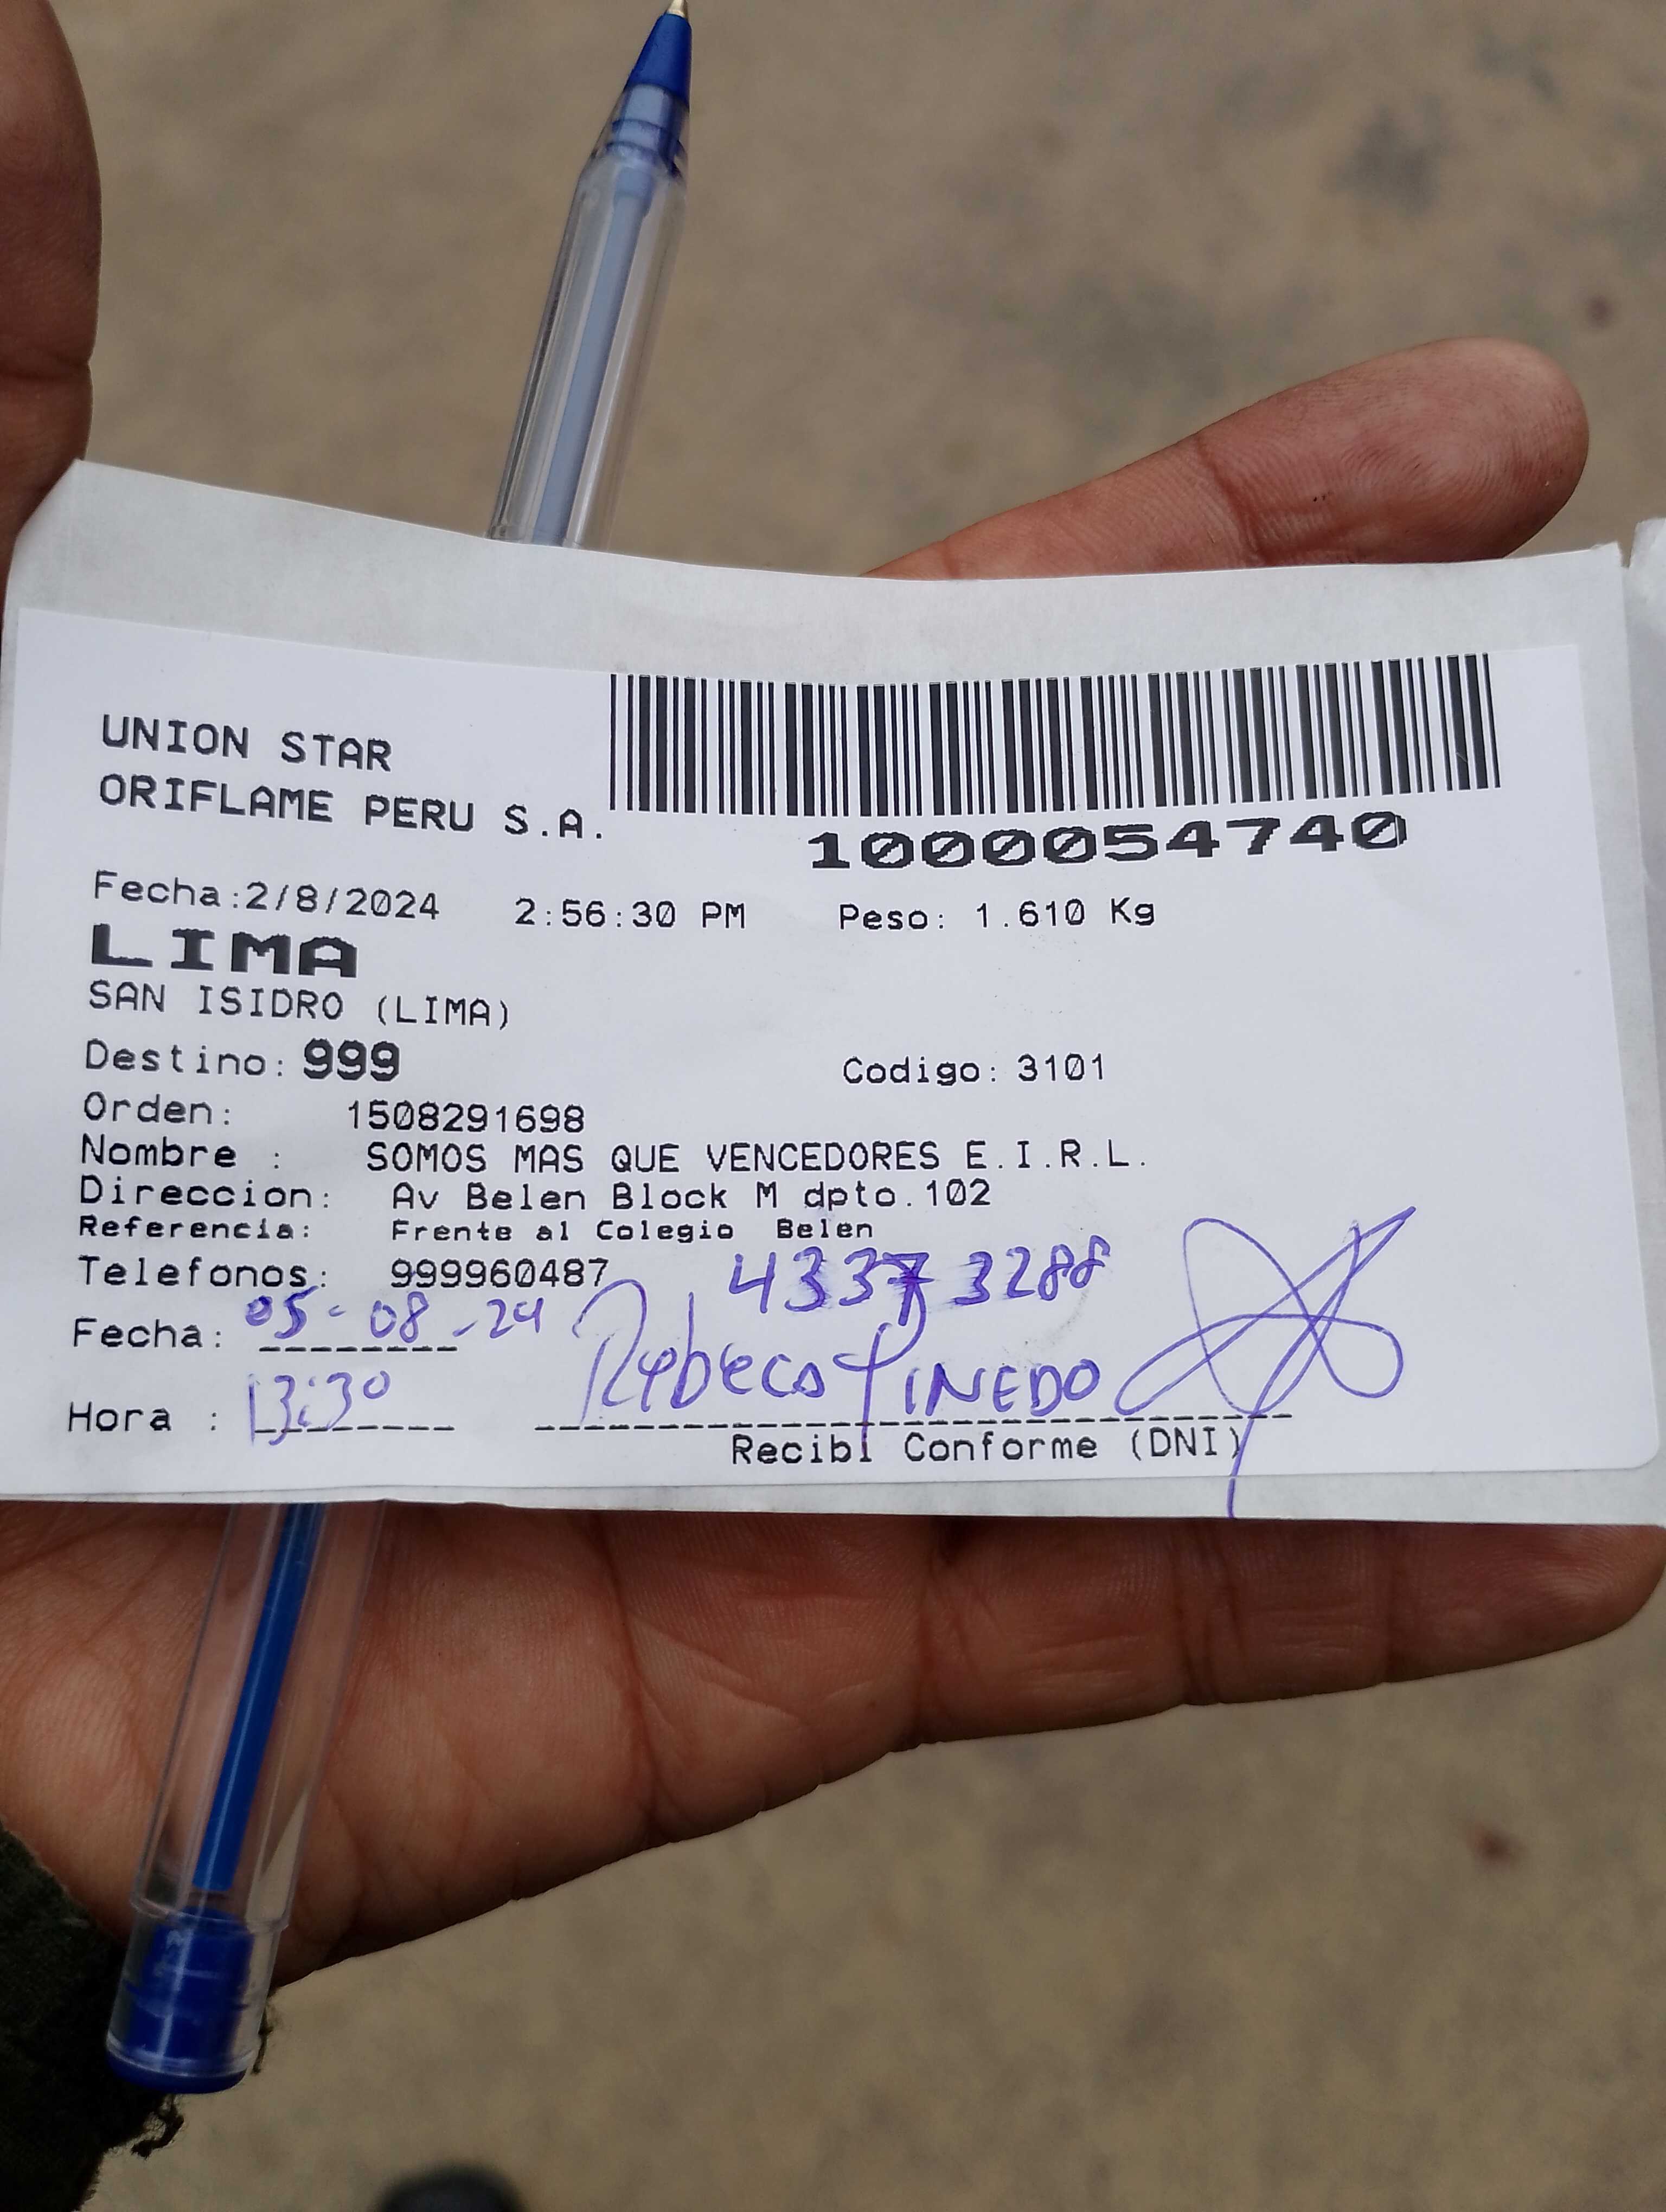 UNION STAR
ORIFLAME PERU S.A.
1000054740
Fecha:2/8/2024 2:56:30 PM Peso: 1.610 Kg
LIMA
SAN ISIDRO (LIMA)
Destino: 999 Codigo: 3101
Orden: 1508291698
Nombre : SOMOS MAS QUE VENCEDORES E.I.R.L.
Direccion: Av Belen Block M dpto.102
Referencia: Frente al Colegio Belen
Telefonos: 999960487
Fecha: 05-08-24
Hora : 13:30 Rebeca PINEDO
Recibi Conforme (DNI)